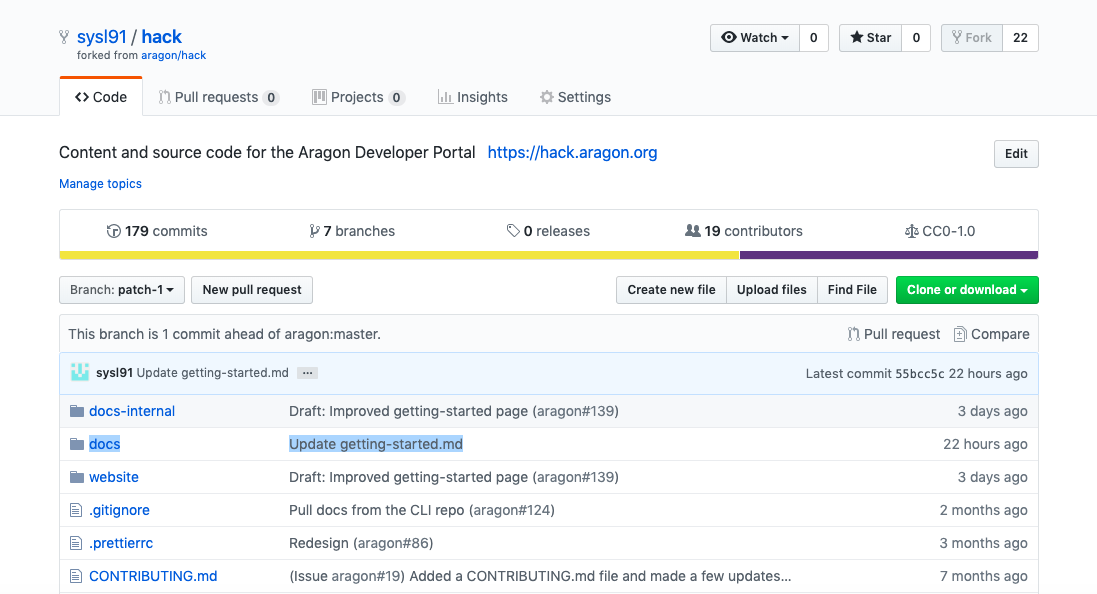 sysl91 / hack
forked from aragon/hack
Watch 0 Star 0 Fork 22
Code Pull requests 0 Projects 0 Insights Settings
Content and source code for the Aragon Developer Portal https://hack.aragon.org Edit
Manage topics
179 commits 7 branches 0 releases 19 contributors CC0-1.0
Branch: patch-1 New pull request Create new file Upload files Find File Clone or download
This branch is 1 commit ahead of aragon:master. Pull request Compare
sysl91 Update getting-started.md ... Latest commit 55bcc5c 22 hours ago
docs-internal Draft: Improved getting-started page (aragon#139) 3 days ago
docs Update getting-started.md 22 hours ago
website Draft: Improved getting-started page (aragon#139) 3 days ago
.gitignore Pull docs from the CLI repo (aragon#124) 2 months ago
.prettierrc Redesign (aragon#86) 3 months ago
CONTRIBUTING.md (Issue aragon#19) Added a CONTRIBUTING.md file and made a few updates... 7 months ago